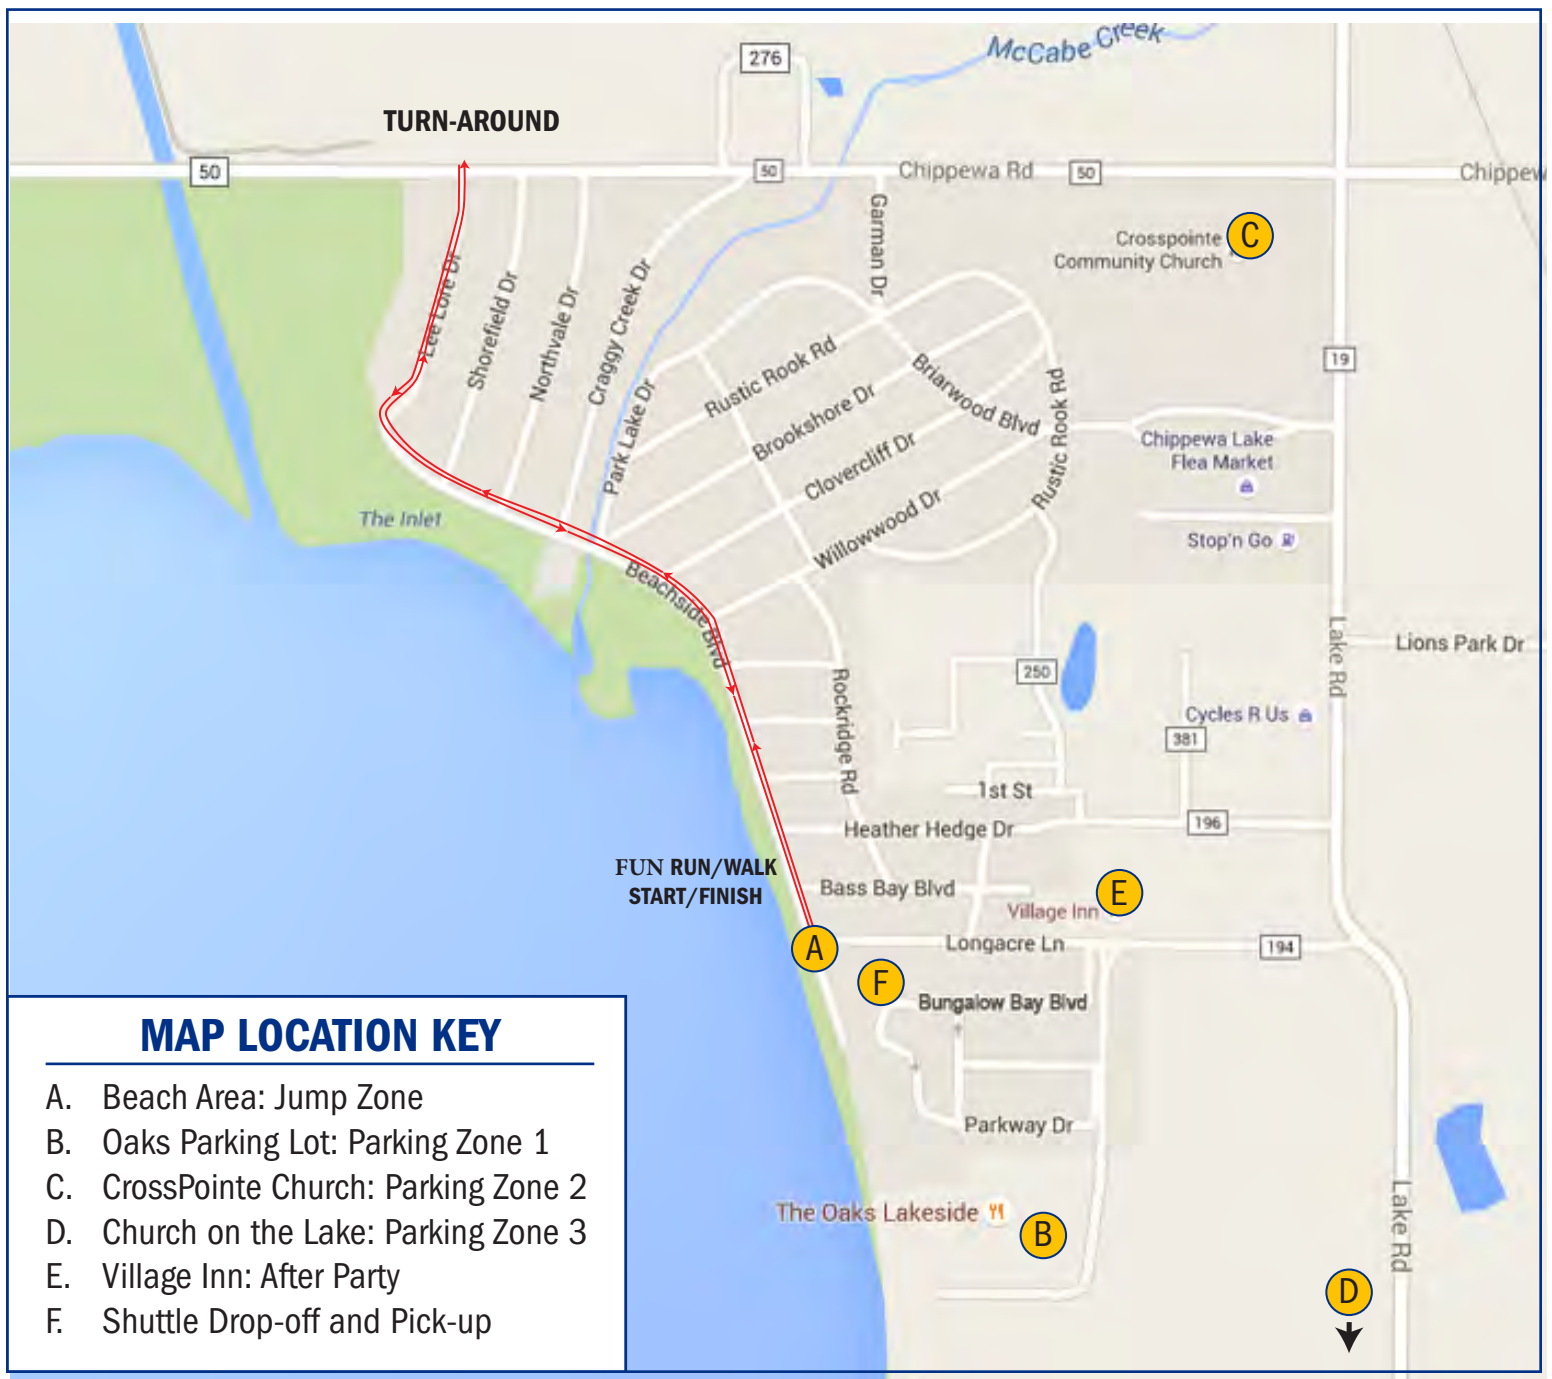 McCabe Creek
276
TURN-AROUND
50
50
Chippewa Rd
50
Chippew
Garman Dr
Crosspointe
Community Church
C
Lee Lore Dr
Shorefield Dr
Northvale Dr
Craggy Creek Dr
Park Lake Dr
Rustic Rook Rd
Brookshore Dr
Clovercliff Dr
Willowwood Dr
Briarwood Blvd
Rustic Rook Rd
19
Chippewa Lake
Flea Market
Stop'n Go
The Inlet
Beachside Blvd
Lake Rd
Lions Park Dr
250
Rockridge Rd
Cycles R Us
381
1st St
196
Heather Hedge Dr
FUN RUN/WALK
START/FINISH
Bass Bay Blvd
E
Village Inn
A
Longacre Ln
194
F
Bungalow Bay Blvd
Parkway Dr
The Oaks Lakeside
B
Lake Rd
D
MAP LOCATION KEY
A. Beach Area: Jump Zone
B. Oaks Parking Lot: Parking Zone 1
C. CrossPointe Church: Parking Zone 2
D. Church on the Lake: Parking Zone 3
E. Village Inn: After Party
F. Shuttle Drop-off and Pick-up